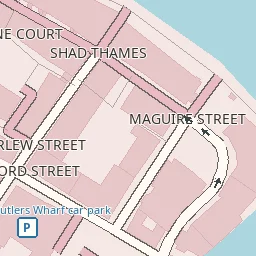 NE COURT
SHAD THAMES
MAGUIRE STREET
RLEW STREET
ORD STREET
utlers Wharf car park
P